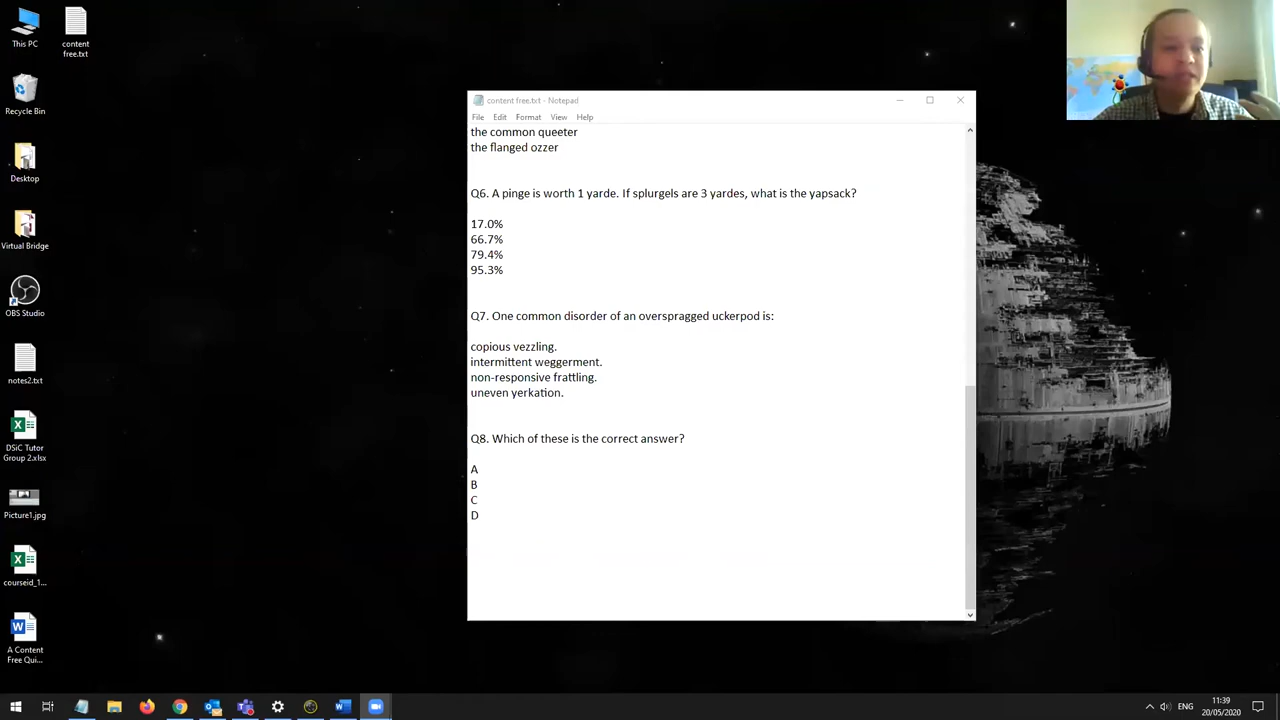 This PC
content
free.txt
Recycle Bin
Desktop
Virtual Bridge
OBS Studio
notes2.txt
DSiC Tutor
Group 2.xlsx
Picture1.jpg
courseid_1...
A Content
Free Qui...
content free.txt - Notepad
File Edit Format View Help
the common queeter
the flanged ozzer
Q6. A pinge is worth 1 yarde. If splurgels are 3 yardes, what is the yapsack?
17.0%
66.7%
79.4%
95.3%
Q7. One common disorder of an overspragged uckerpod is:
copious vezzling.
intermittent weggerment.
non-responsive frattling.
uneven yerkation.
Q8. Which of these is the correct answer?
A
B
C
D
ENG
11:39
20/05/2020